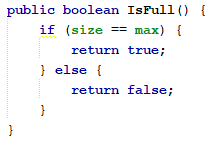 public boolean IsFull() {
    if (size == max) {
        return true;
    } else {
        return false;
    }
}